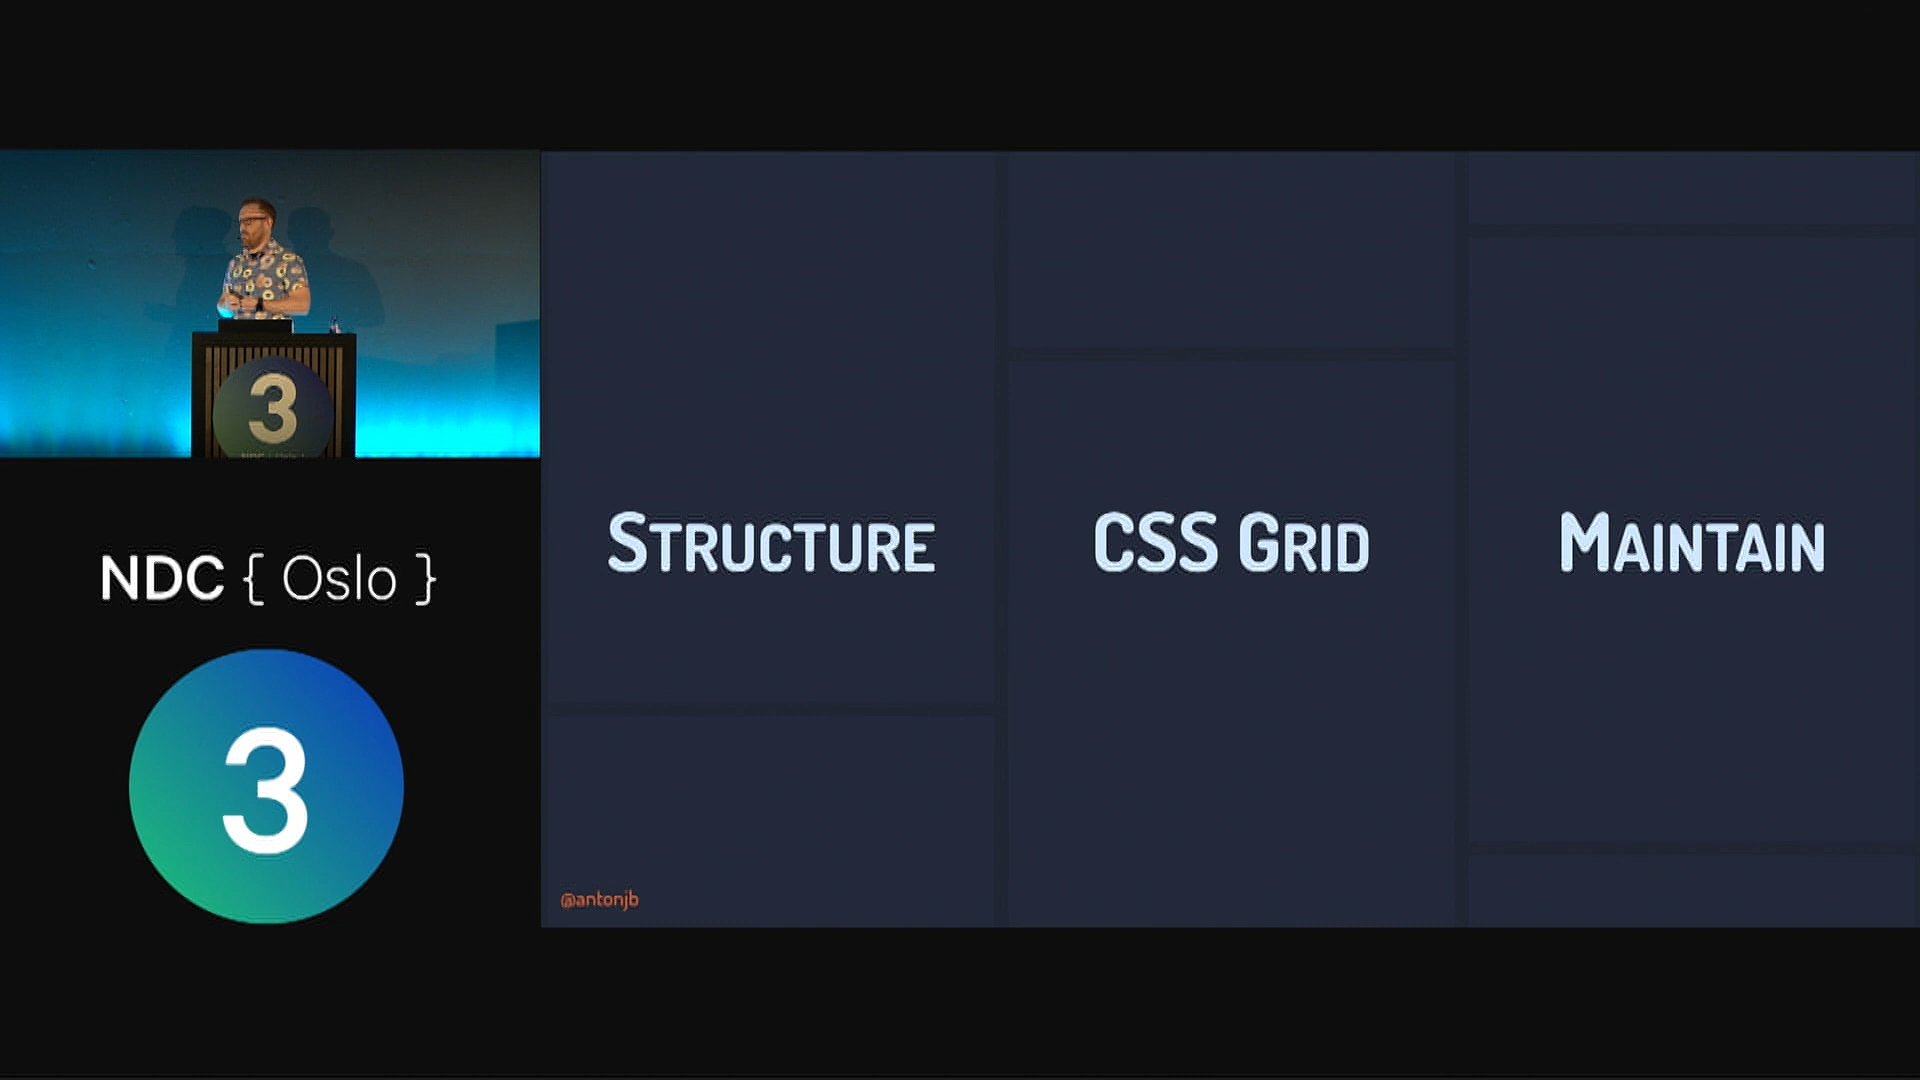 3
NDC { Oslo }
3
STRUCTURE
CSS GRID
MAINTAIN
@antonjb